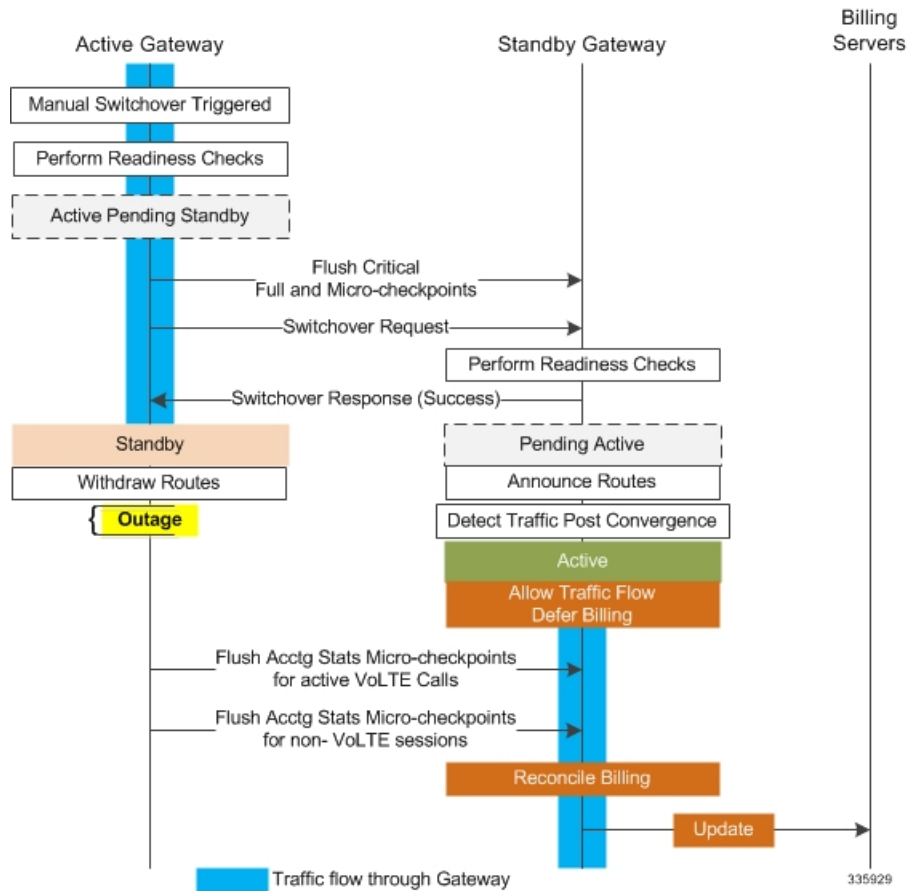 Billing
Servers
Active Gateway
Standby Gateway
Manual Switchover Triggered
Perform Readiness Checks
Active Pending Standby
Flush Critical
Full and Micro-checkpoints
Switchover Request
Perform Readiness Checks
Switchover Response (Success)
Standby
Pending Active
Withdraw Routes
Announce Routes
{ Outage
Detect Traffic Post Convergence
Active
Allow Traffic Flow
Defer Billing
Flush Acctg Stats Micro-checkpoints
for active VoLTE Calls
Flush Acctg Stats Micro-checkpoints
for non- VoLTE sessions
Reconcile Billing
Update
Traffic flow through Gateway
335929